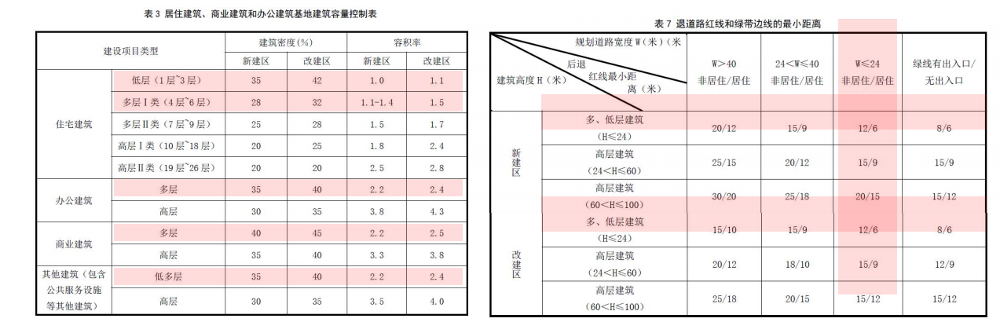 表 3 居住建筑、商业建筑和办公建筑基地建筑容量控制表
建设项目类型 建筑密度(%) 容积率
新建区 改建区 新建区 改建区
住宅建筑
低层（1 层~3 层） 35 42 1.0 1.1
多层Ⅰ类（4 层~6 层） 28 32 1.1-1.4 1.5
多层Ⅱ类（7 层~9 层） 25 28 1.5 1.7
高层Ⅰ类（10 层~18 层） 20 25 1.8 2.4
高层Ⅱ类（19 层~26 层） 20 20 2.5 2.8
办公建筑
多层 35 40 2.2 2.4
高层 30 35 3.8 4.3
商业建筑
多层 40 45 2.2 2.5
高层 35 40 3.3 3.8
其他建筑（包含
公共服务设施
等其他建筑）
低多层 35 40 2.2 2.4
高层 30 35 3.5 4.0
表 7 退道路红线和绿带边线的最小距离
规划道路宽度 W（米）（米
后退
红线最小距
离（米）
建筑高度 H（米）
W＞40
非居住/居住
24＜W≤40
非居住/居住
W≤24
非居住/居住
绿线有出入口/
无出入口
新建区
多、低层建筑
（H≤24）
20/12 15/9 12/6 8/6
高层建筑
（24＜H≤60）
25/15 20/12 15/9 15/9
高层建筑
（60＜H≤100）
30/20 25/18 20/15 15/12
改建区
多、低层建筑
（H≤24）
15/10 15/9 12/6 8/6
高层建筑
（24＜H≤60）
20/12 18/10 15/9 12/9
高层建筑
（60＜H≤100）
25/18 20/15 15/12 15/12